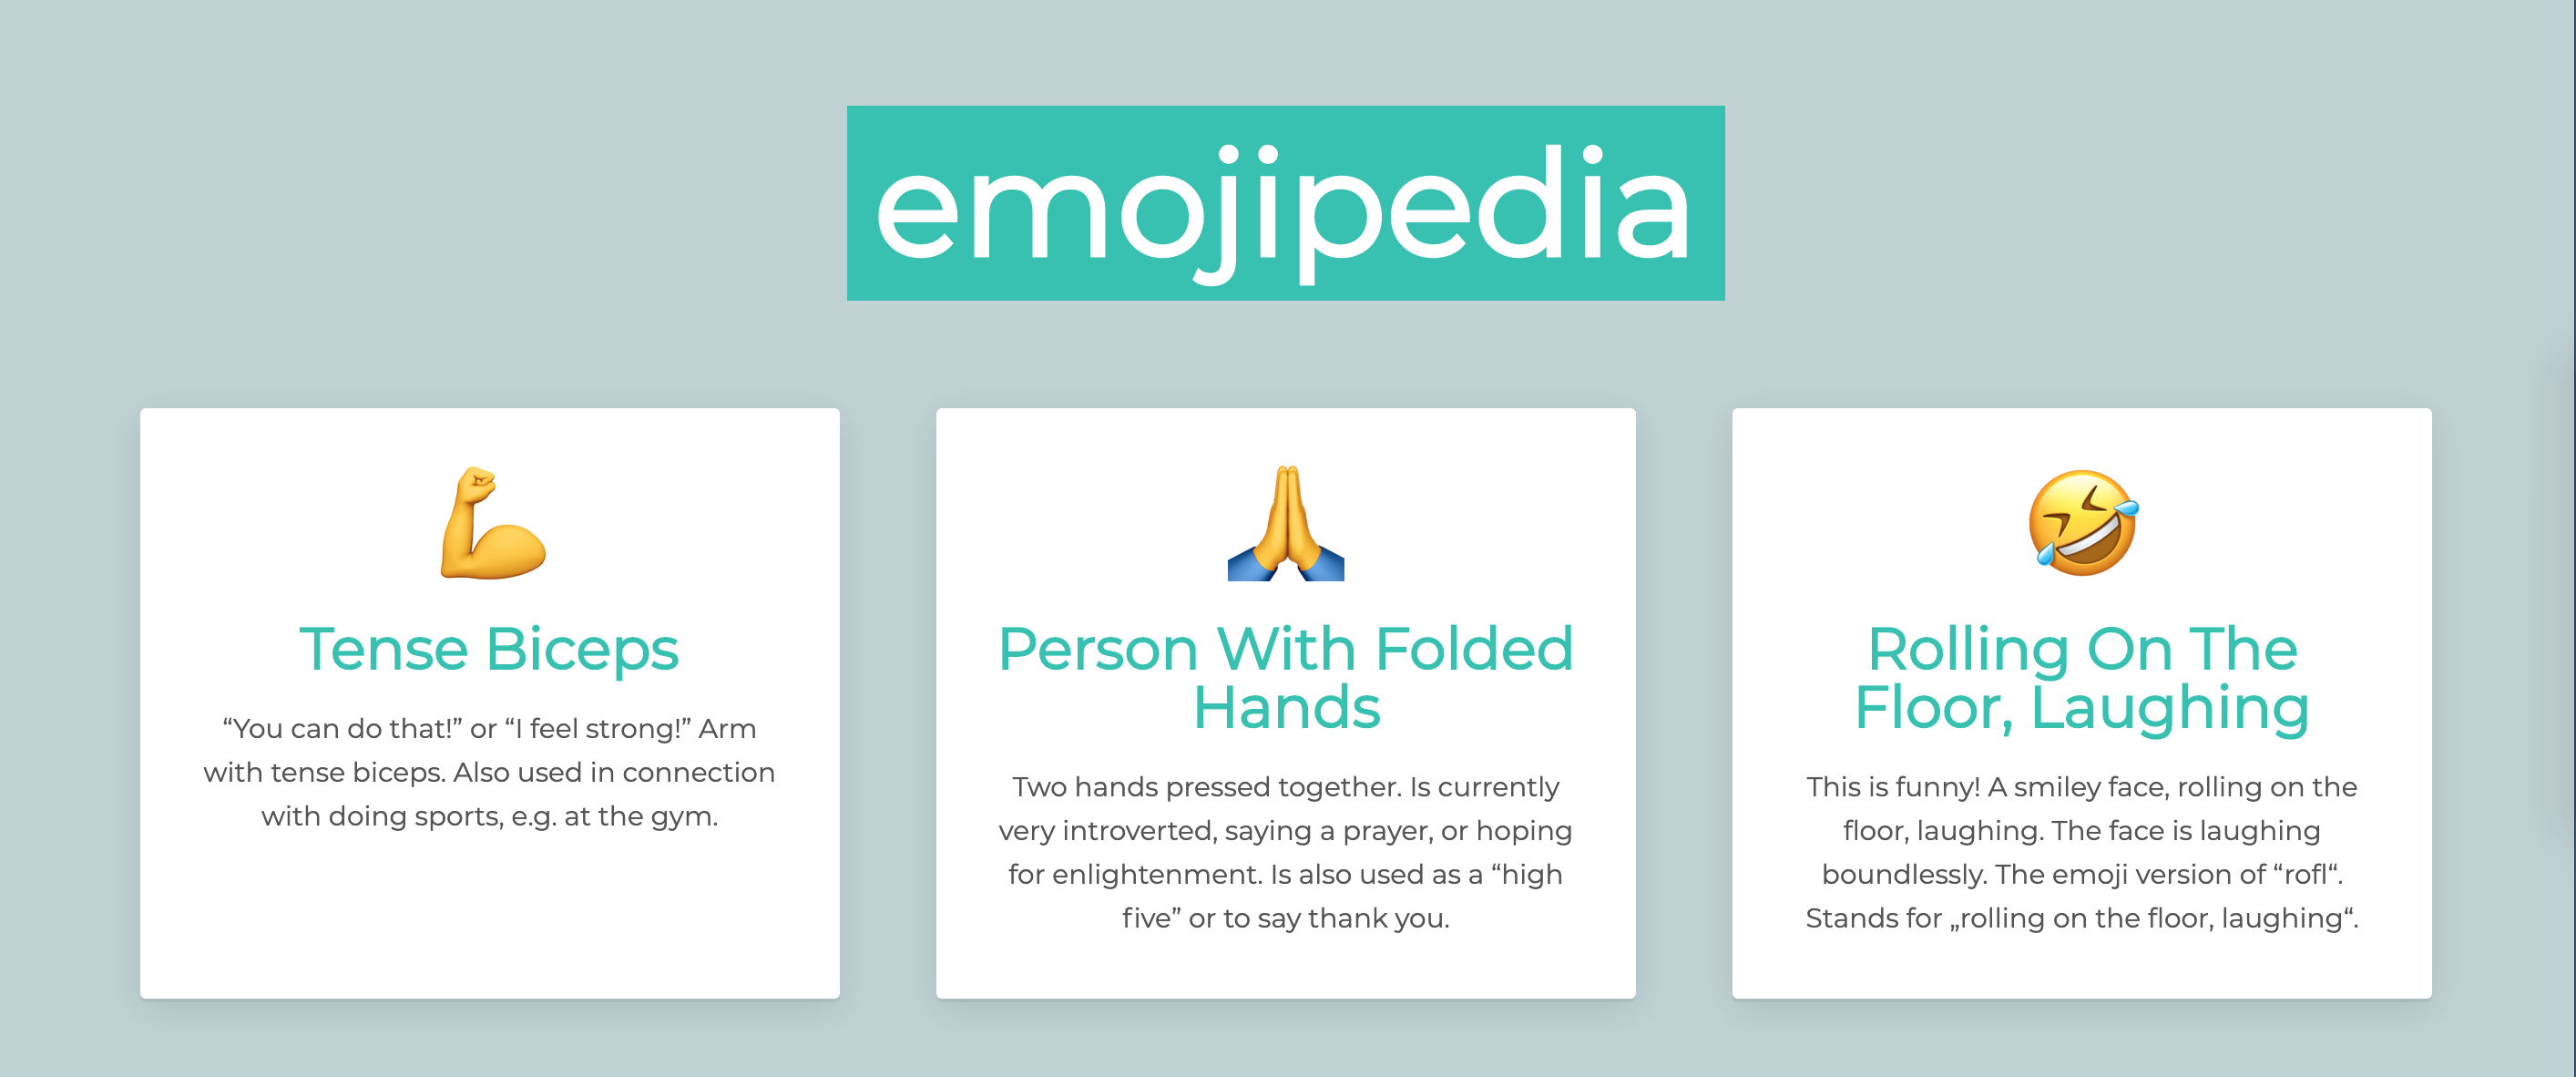 emojipedia
Tense Biceps
“You can do that!” or “I feel strong!” Arm
with tense biceps. Also used in connection
with doing sports, e.g. at the gym.
Person With Folded
Hands
Two hands pressed together. Is currently
very introverted, saying a prayer, or hoping
for enlightenment. Is also used as a “high
five” or to say thank you.
Rolling On The
Floor, Laughing
This is funny! A smiley face, rolling on the
floor, laughing. The face is laughing
boundlessly. The emoji version of “rofl“.
Stands for „rolling on the floor, laughing“.